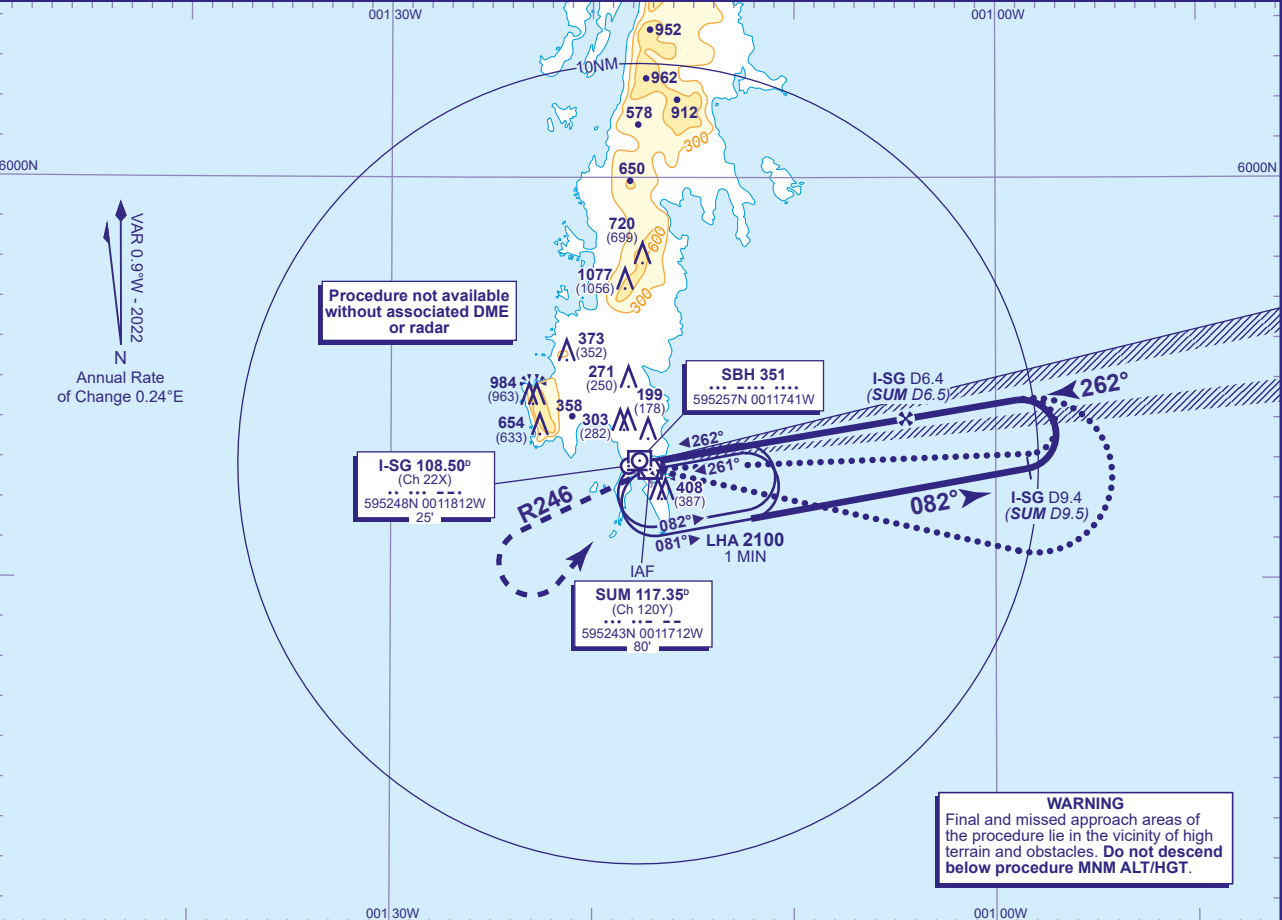 001 30W
001 00W
952
10NM
962
912
578
300
6000N
6000N
650
VAR 0.9°W - 2022
N
Annual Rate
of Change 0.24°E
720
(699)
600
1077
(1056)
300
Procedure not available
without associated DME
or radar
373
(352)
271
(250)
984
(963)
358
303
(282)
199
(178)
654
(633)
SBH 351
595257N 0011741W
I-SG D6.4
(SUM D6.5)
262°
262°
261°
I-SG 108.50ᴰ
(Ch 22X)
595248N 0011812W
25'
R246
408
(387)
082°
I-SG D9.4
(SUM D9.5)
082°
081°
LHA 2100
1 MIN
IAF
SUM 117.35ᴰ
(Ch 120Y)
595243N 0011712W
80'
WARNING
Final and missed approach areas of
the procedure lie in the vicinity of high
terrain and obstacles. Do not descend
below procedure MNM ALT/HGT.
001 30W
001 00W